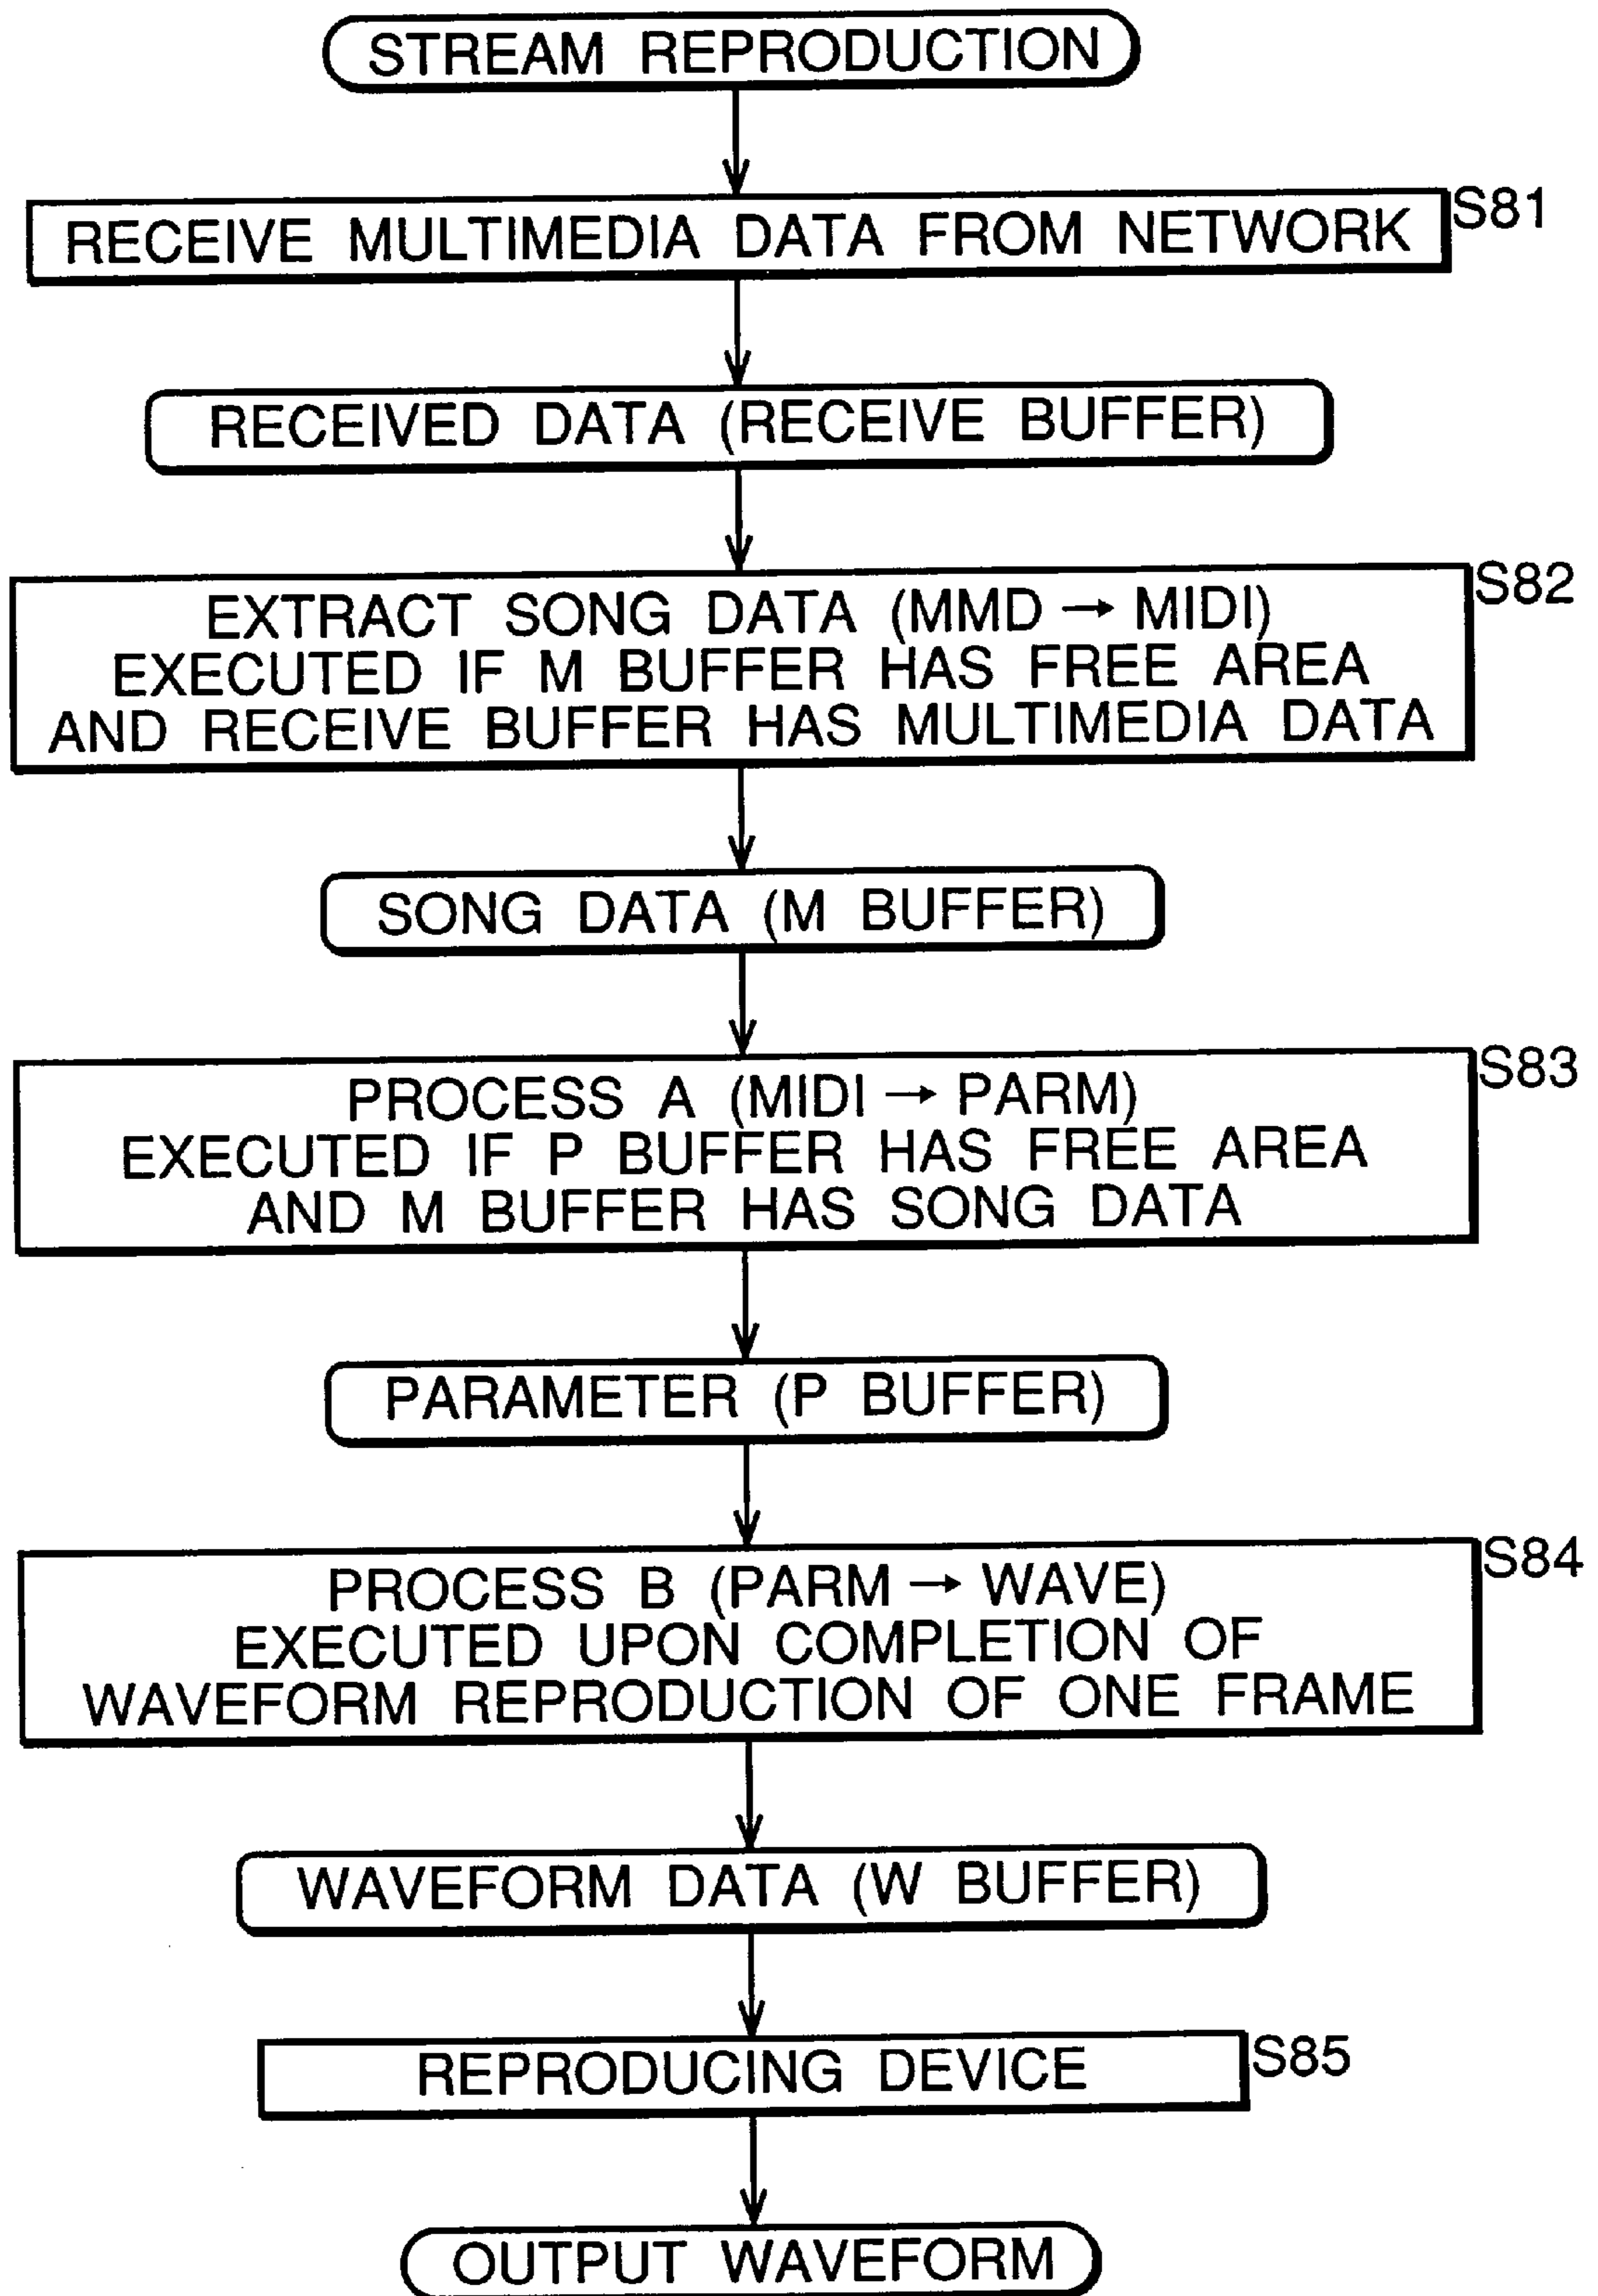 STREAM REPRODUCTION
RECEIVE MULTIMEDIA DATA FROM NETWORK
S81
RECEIVED DATA (RECEIVE BUFFER)
S82
EXTRACT SONG DATA (MMD → MIDI)
EXECUTED IF M BUFFER HAS FREE AREA
AND RECEIVE BUFFER HAS MULTIMEDIA DATA
SONG DATA (M BUFFER)
S83
PROCESS A (MIDI → PARM)
EXECUTED IF P BUFFER HAS FREE AREA
AND M BUFFER HAS SONG DATA
PARAMETER (P BUFFER)
S84
PROCESS B (PARM → WAVE)
EXECUTED UPON COMPLETION OF
WAVEFORM REPRODUCTION OF ONE FRAME
WAVEFORM DATA (W BUFFER)
REPRODUCING DEVICE
S85
OUTPUT WAVEFORM